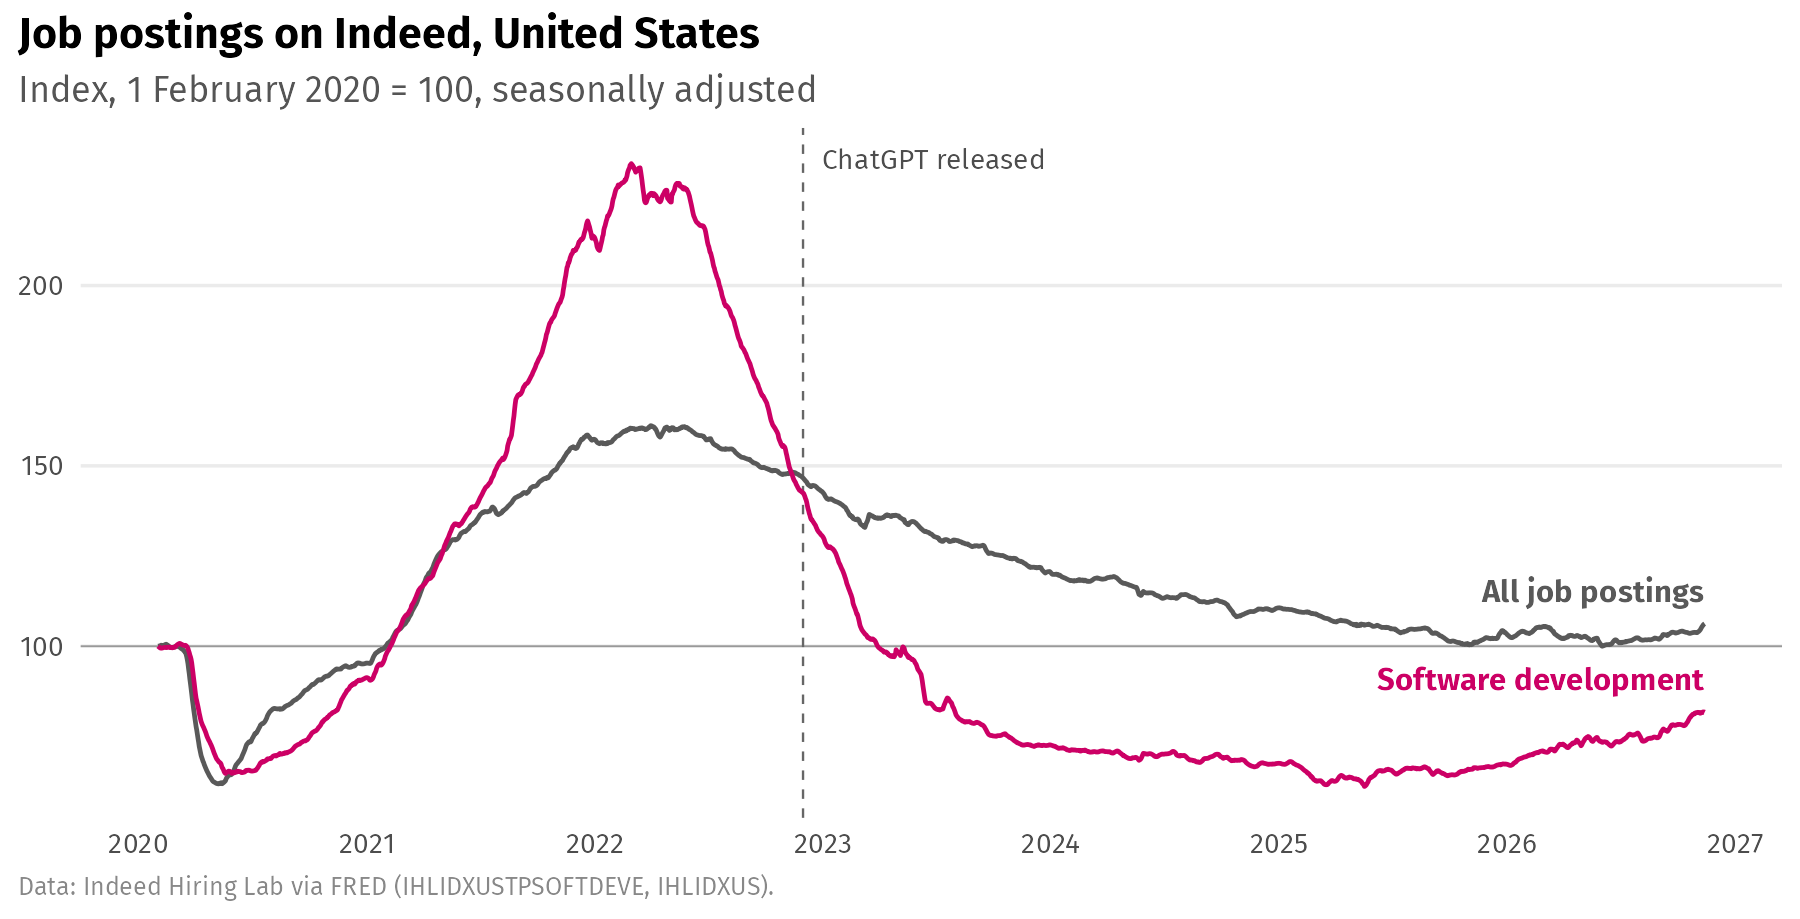 Job postings on Indeed, United States
Index, 1 February 2020 = 100, seasonally adjusted
ChatGPT released
200
150
All job postings
100
Software development
2020 2021 2022 2023 2024 2025 2026 2027
Data: Indeed Hiring Lab via FRED (IHLIDXUSTPSOFTDEVE, IHLIDXUS).